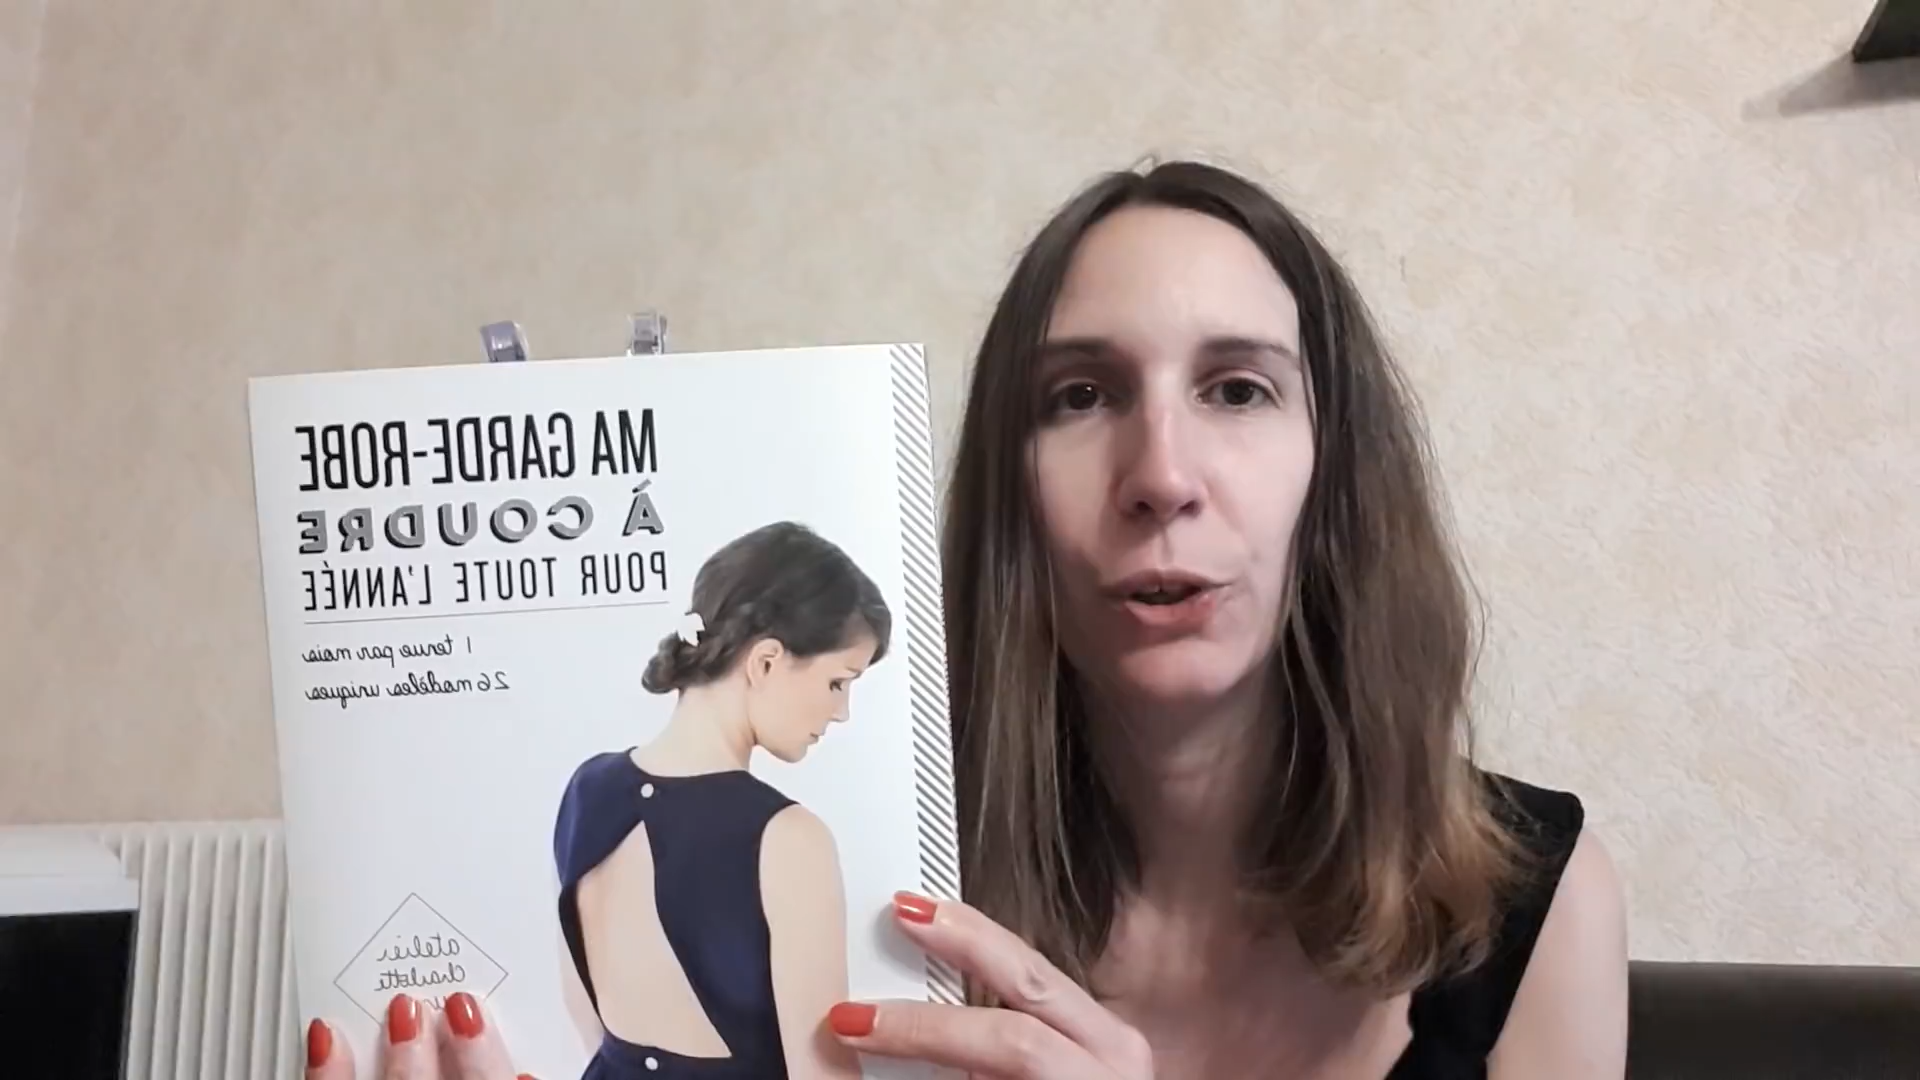 MA GARDE-ROBE
À COUDRE
POUR TOUTE L'ANNÉE
1 tenue par mois
26 modèles uniques
atelier
charlotte